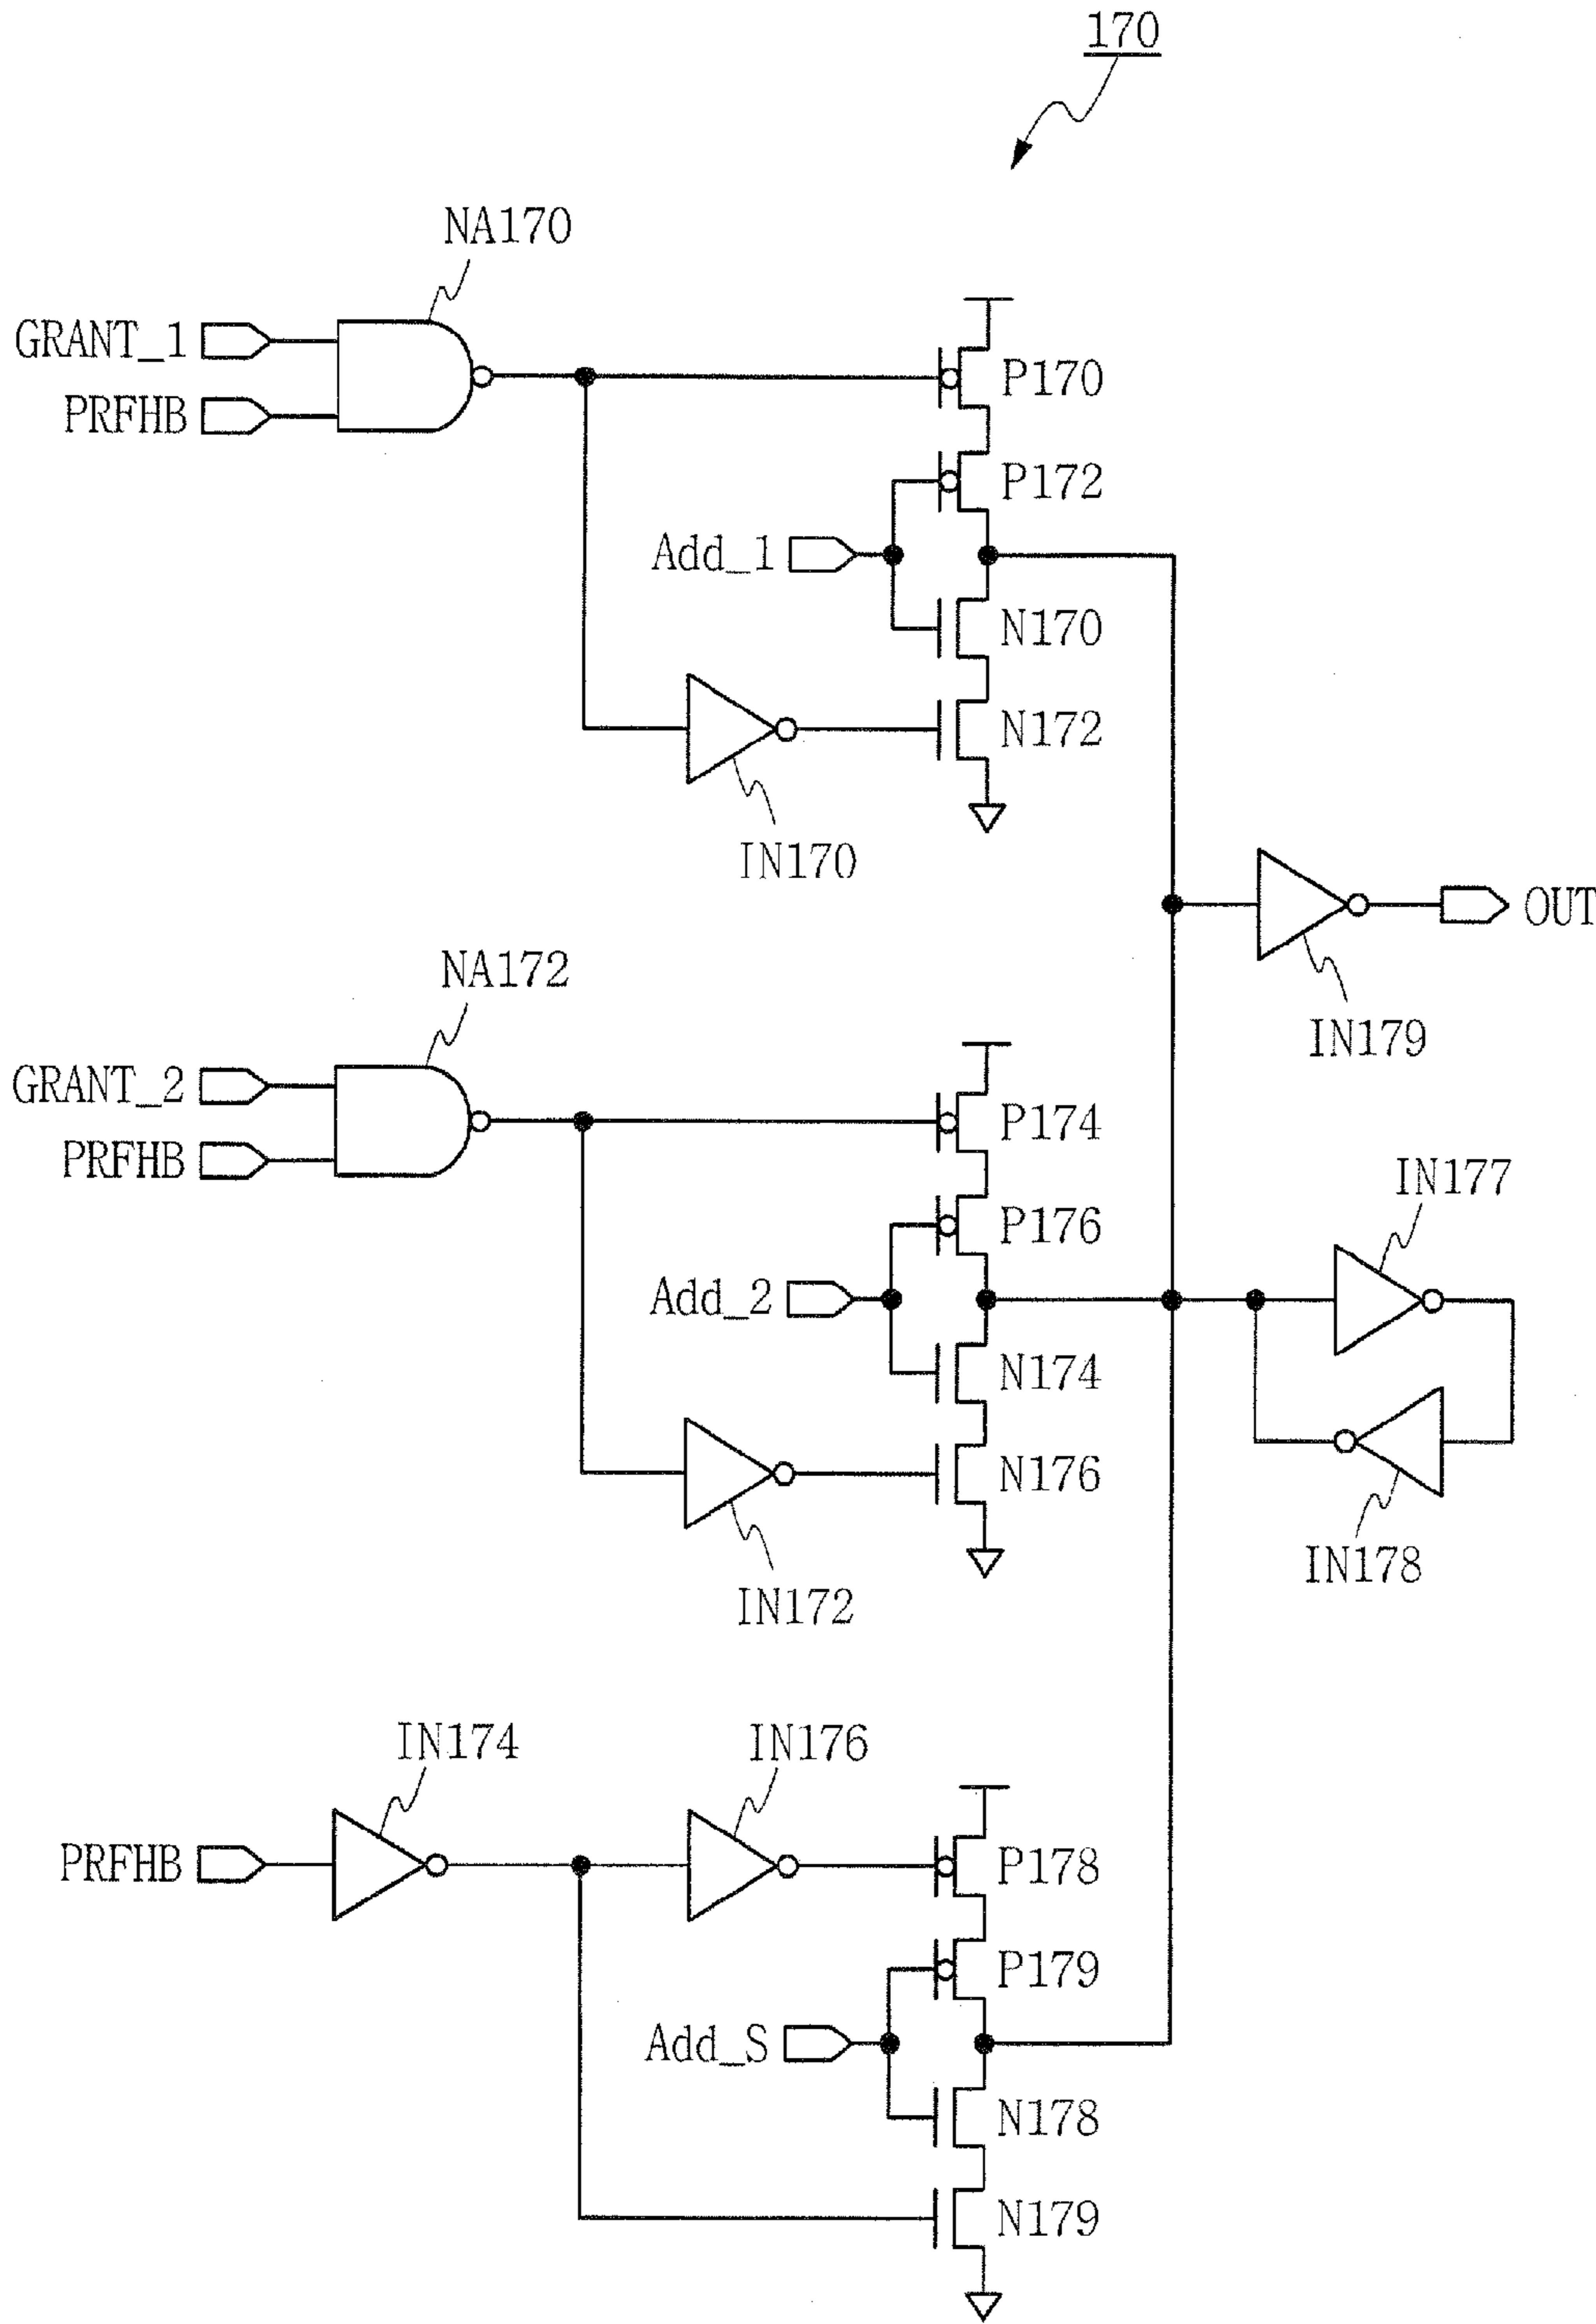 170
NA170
GRANT_1
PRFHB
P170
P172
Add_1
N170
N172
IN170
OUT
IN179
NA172
GRANT_2
PRFHB
P174
P176
IN177
Add_2
N174
N176
IN178
IN172
IN174
IN176
PRFHB
P178
P179
Add_S
N178
N179